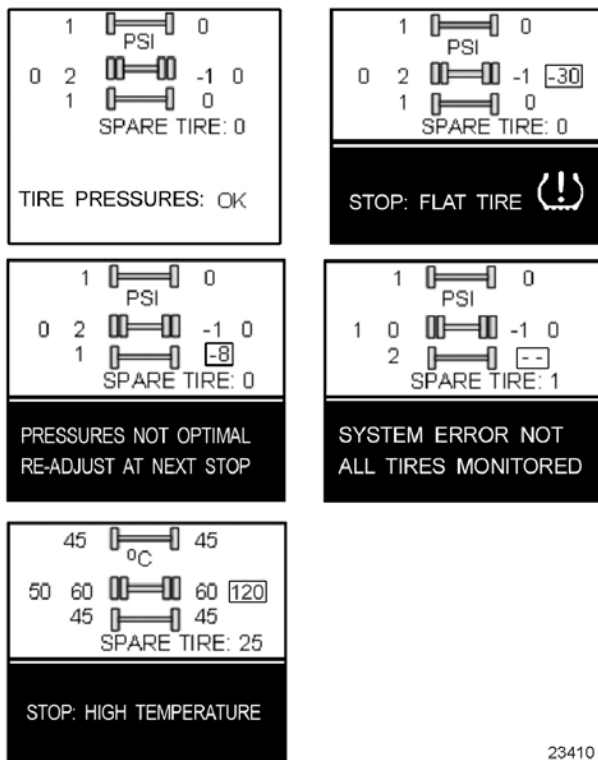 1 0
PSI
0 2 -1 0
1 0
SPARE TIRE: 0
TIRE PRESSURES: OK
1 0
PSI
0 2 -1 -30
1 0
SPARE TIRE: 0
STOP: FLAT TIRE (!)
1 0
PSI
0 2 -1 0
1 -8
SPARE TIRE: 0
PRESSURES NOT OPTIMAL
RE-ADJUST AT NEXT STOP
1 0
PSI
1 0 -1 0
2 --
SPARE TIRE: 1
SYSTEM ERROR NOT
ALL TIRES MONITORED
45 45
ºC
50 60 60 120
45 45
SPARE TIRE: 25
STOP: HIGH TEMPERATURE
23410